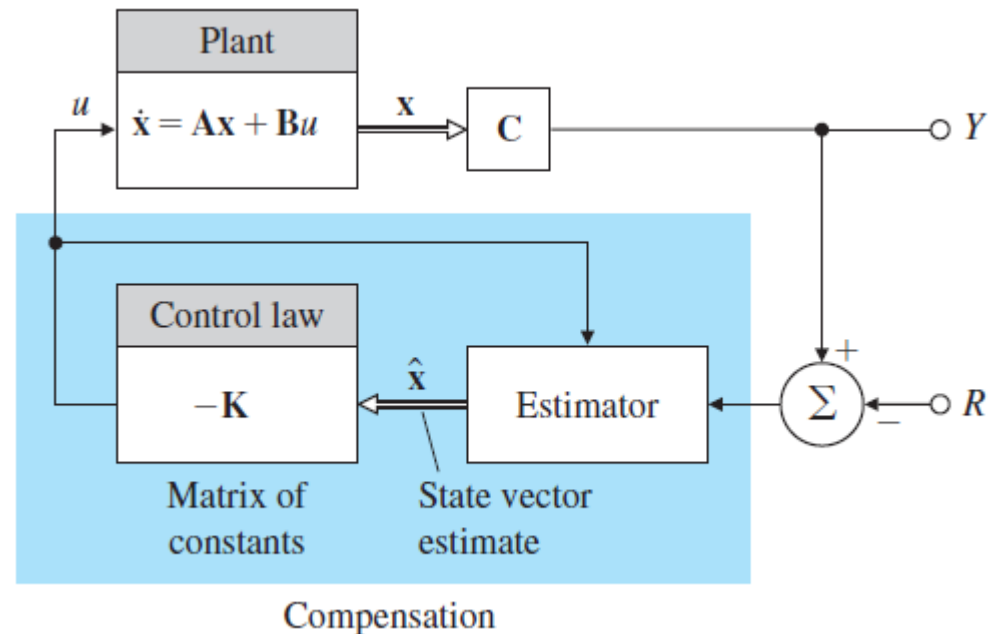 Plant
u
ẋ = Ax + Bu
x
C
Y
Control law
−K
x̂
Estimator
Σ
+
−
R
Matrix of
constants
State vector
estimate
Compensation